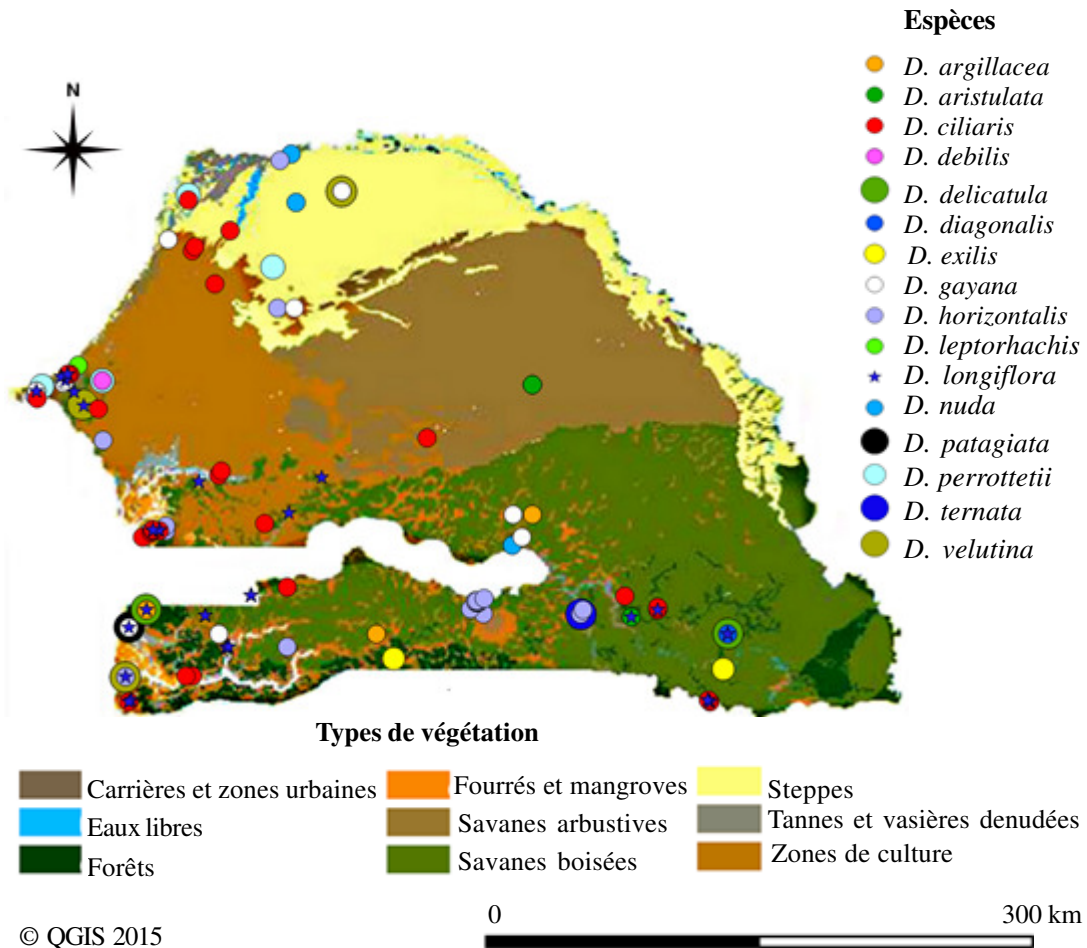 Espèces
N
D. argillacea
D. aristulata
D. ciliaris
D. debilis
D. delicatula
D. diagonalis
D. exilis
D. gayana
D. horizontalis
D. leptorhachis
D. longiflora
D. nuda
D. patagiata
D. perrottetii
D. ternata
D. velutina
Types de végétation
Carrières et zones urbaines
Fourrés et mangroves
Steppes
Eaux libres
Savanes arbustives
Tannes et vasières denudées
Forêts
Savanes boisées
Zones de culture
0 300 km
© QGIS 2015